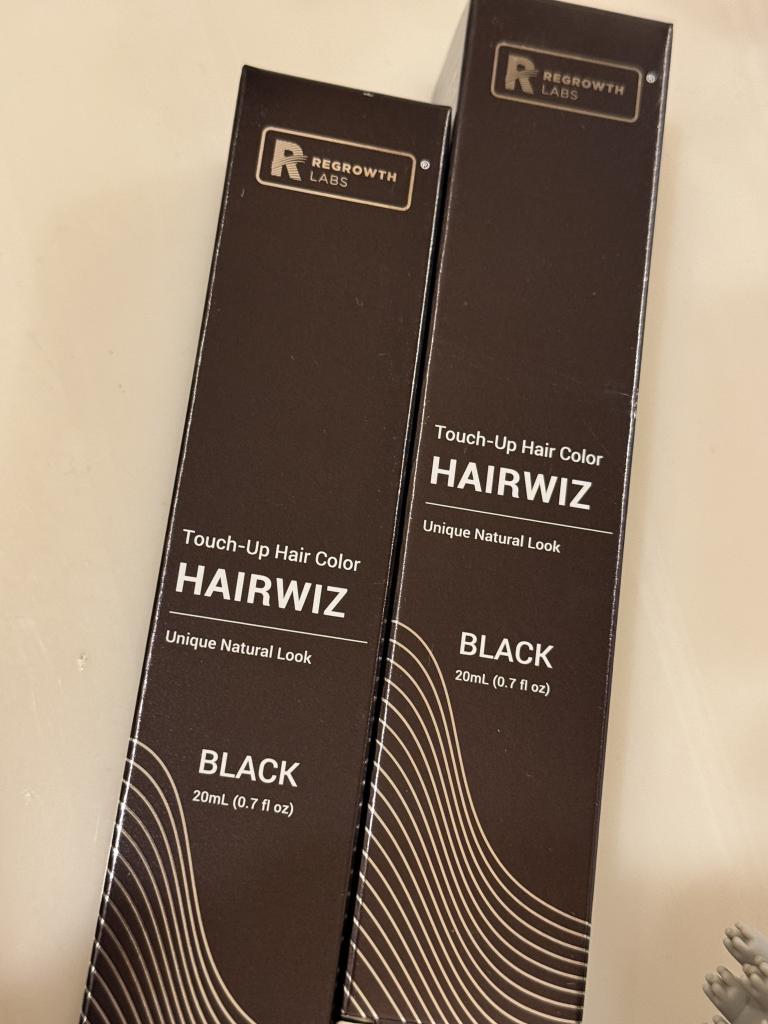 R REGROWTH
LABS
®
Touch-Up Hair Color
HAIRWIZ
Unique Natural Look
BLACK
20mL (0.7 fl oz)
R REGROWTH
LABS
®
Touch-Up Hair Color
HAIRWIZ
Unique Natural Look
BLACK
20mL (0.7 fl oz)